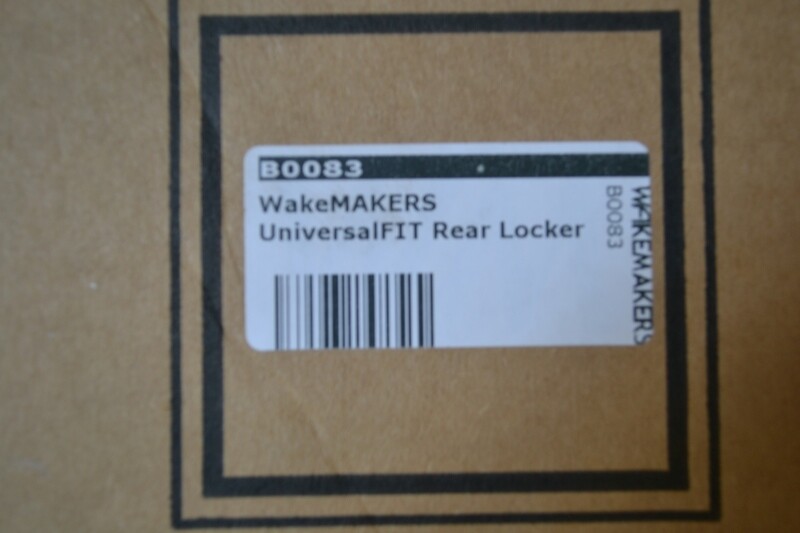 B0083
WakeMAKERS
UniversalFIT Rear Locker
B0083
WAKEMAKERS